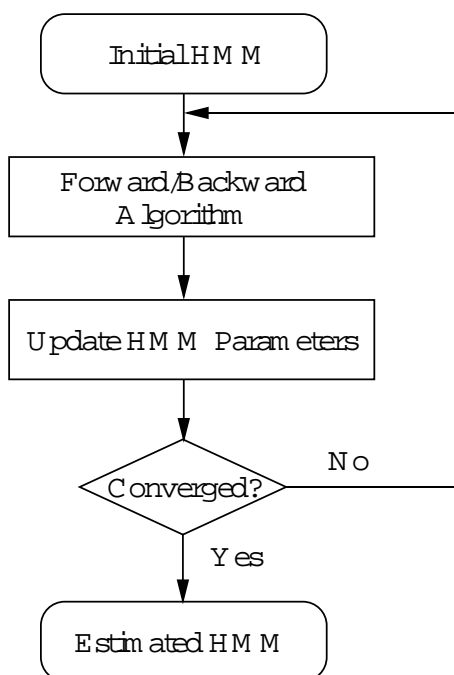 Initial HMM
Forward/Backward
Algorithm
Update HMM Parameters
Converged?
No
Yes
Estimated HMM